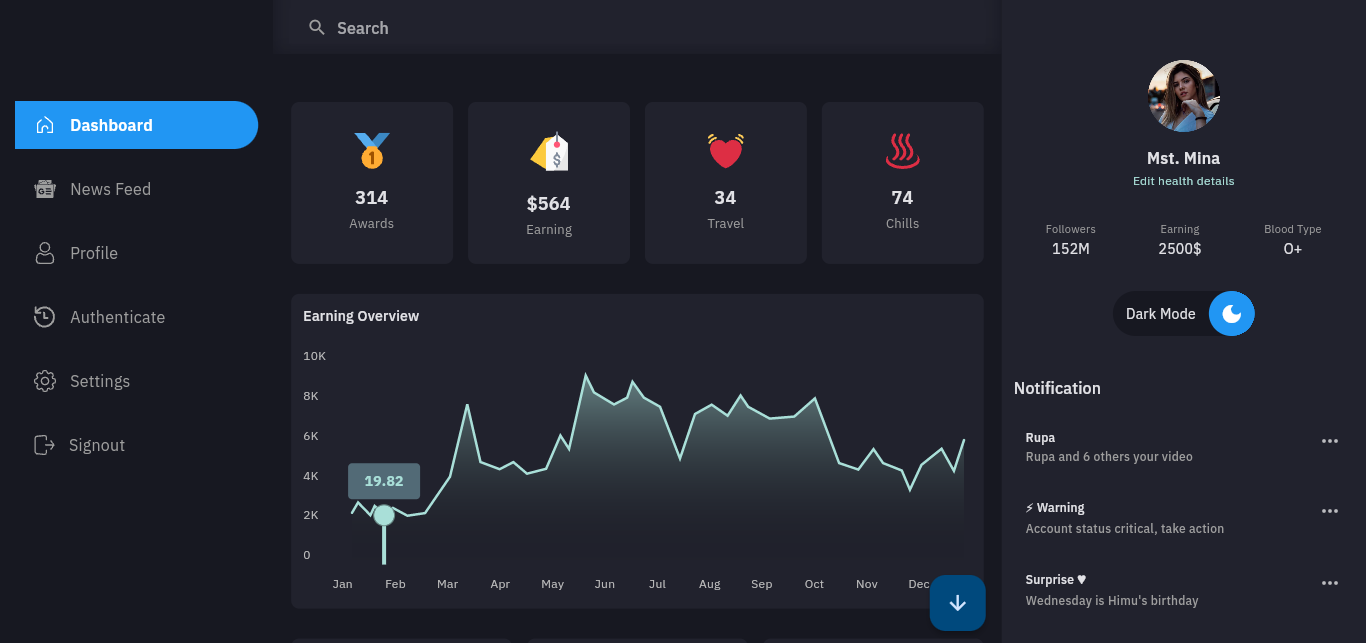 Search
Dashboard
News Feed
Profile
Authenticate
Settings
Signout
314
Awards
$564
Earning
34
Travel
74
Chills
Earning Overview
10K
8K
6K
4K
2K
0
19.82
Jan Feb Mar Apr May Jun Jul Aug Sep Oct Nov Dec
Mst. Mina
Edit health details
Followers Earning Blood Type
152M 2500$ O+
Dark Mode
Notification
Rupa
Rupa and 6 others your video
⚡ Warning
Account status critical, take action
Surprise ♥
Wednesday is Himu's birthday